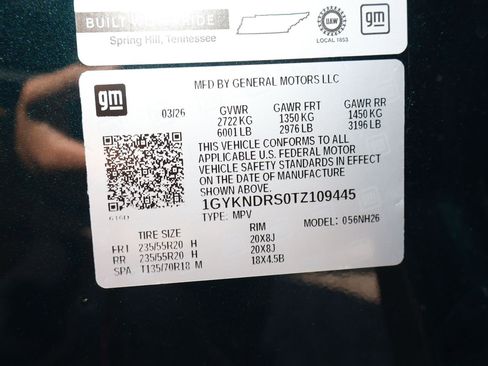 BUILT WITH PRIDE
Spring Hill, Tennessee
UAW
LOCAL 1853
gm
gm
MFD BY GENERAL MOTORS LLC
03/26
GVWR GAWR FRT GAWR RR
2722 KG 1350 KG 1450 KG
6001 LB 2976 LB 3196 LB
THIS VEHICLE CONFORMS TO ALL
APPLICABLE U.S. FEDERAL MOTOR
VEHICLE SAFETY STANDARDS IN EFFECT
ON THE DATE OF MANUFACTURE
SHOWN ABOVE.
1GYKNDRS0TZ109445
TYPE: MPV MODEL: 056NH26
TIRE SIZE RIM
FRT 235/55R20 H 20X8J
RR 235/55R20 H 20X8J
SPA T135/70R18 M 18X4.5B